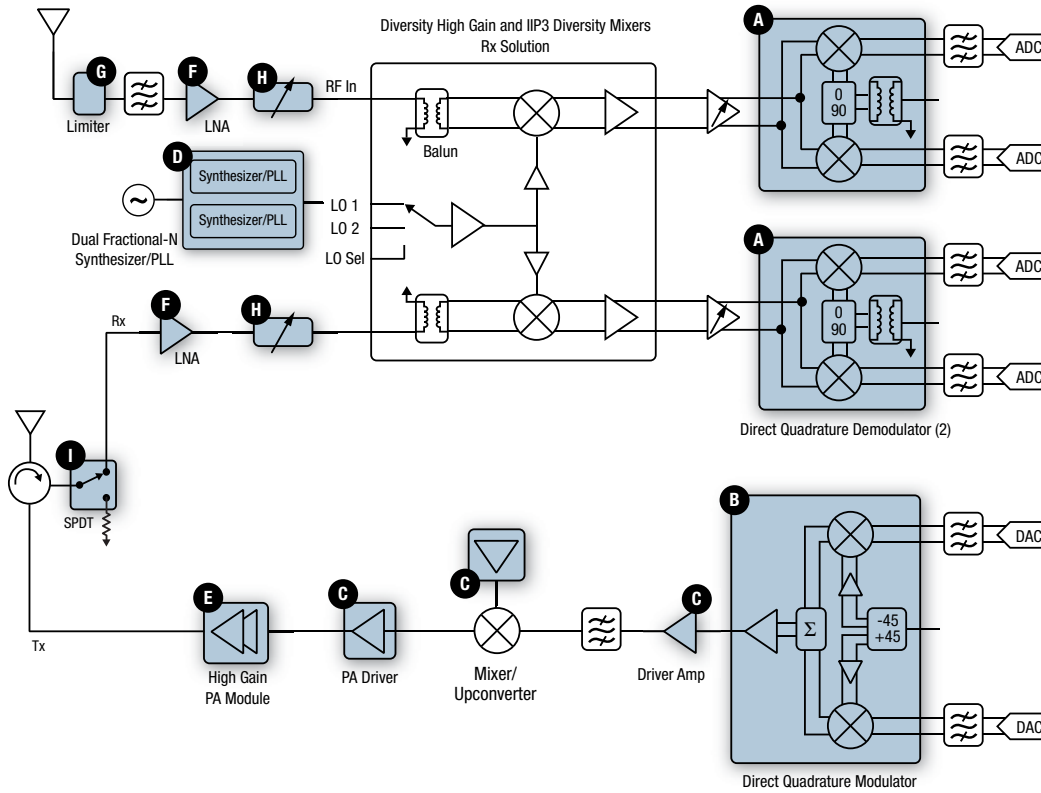 Diversity High Gain and IIP3 Diversity Mixers
Rx Solution
A
G
F
H
RF In
Limiter
LNA
Balun
0
90
ADC
ADC
D
Synthesizer/PLL
Synthesizer/PLL
Dual Fractional-N
Synthesizer/PLL
LO 1
LO 2
LO Sel
A
0
90
ADC
ADC
Direct Quadrature Demodulator (2)
Rx
F
LNA
H
I
SPDT
Tx
E
High Gain
PA Module
C
PA Driver
C
Mixer/
Upconverter
C
Driver Amp
B
Σ
-45
+45
DAC
DAC
Direct Quadrature Modulator